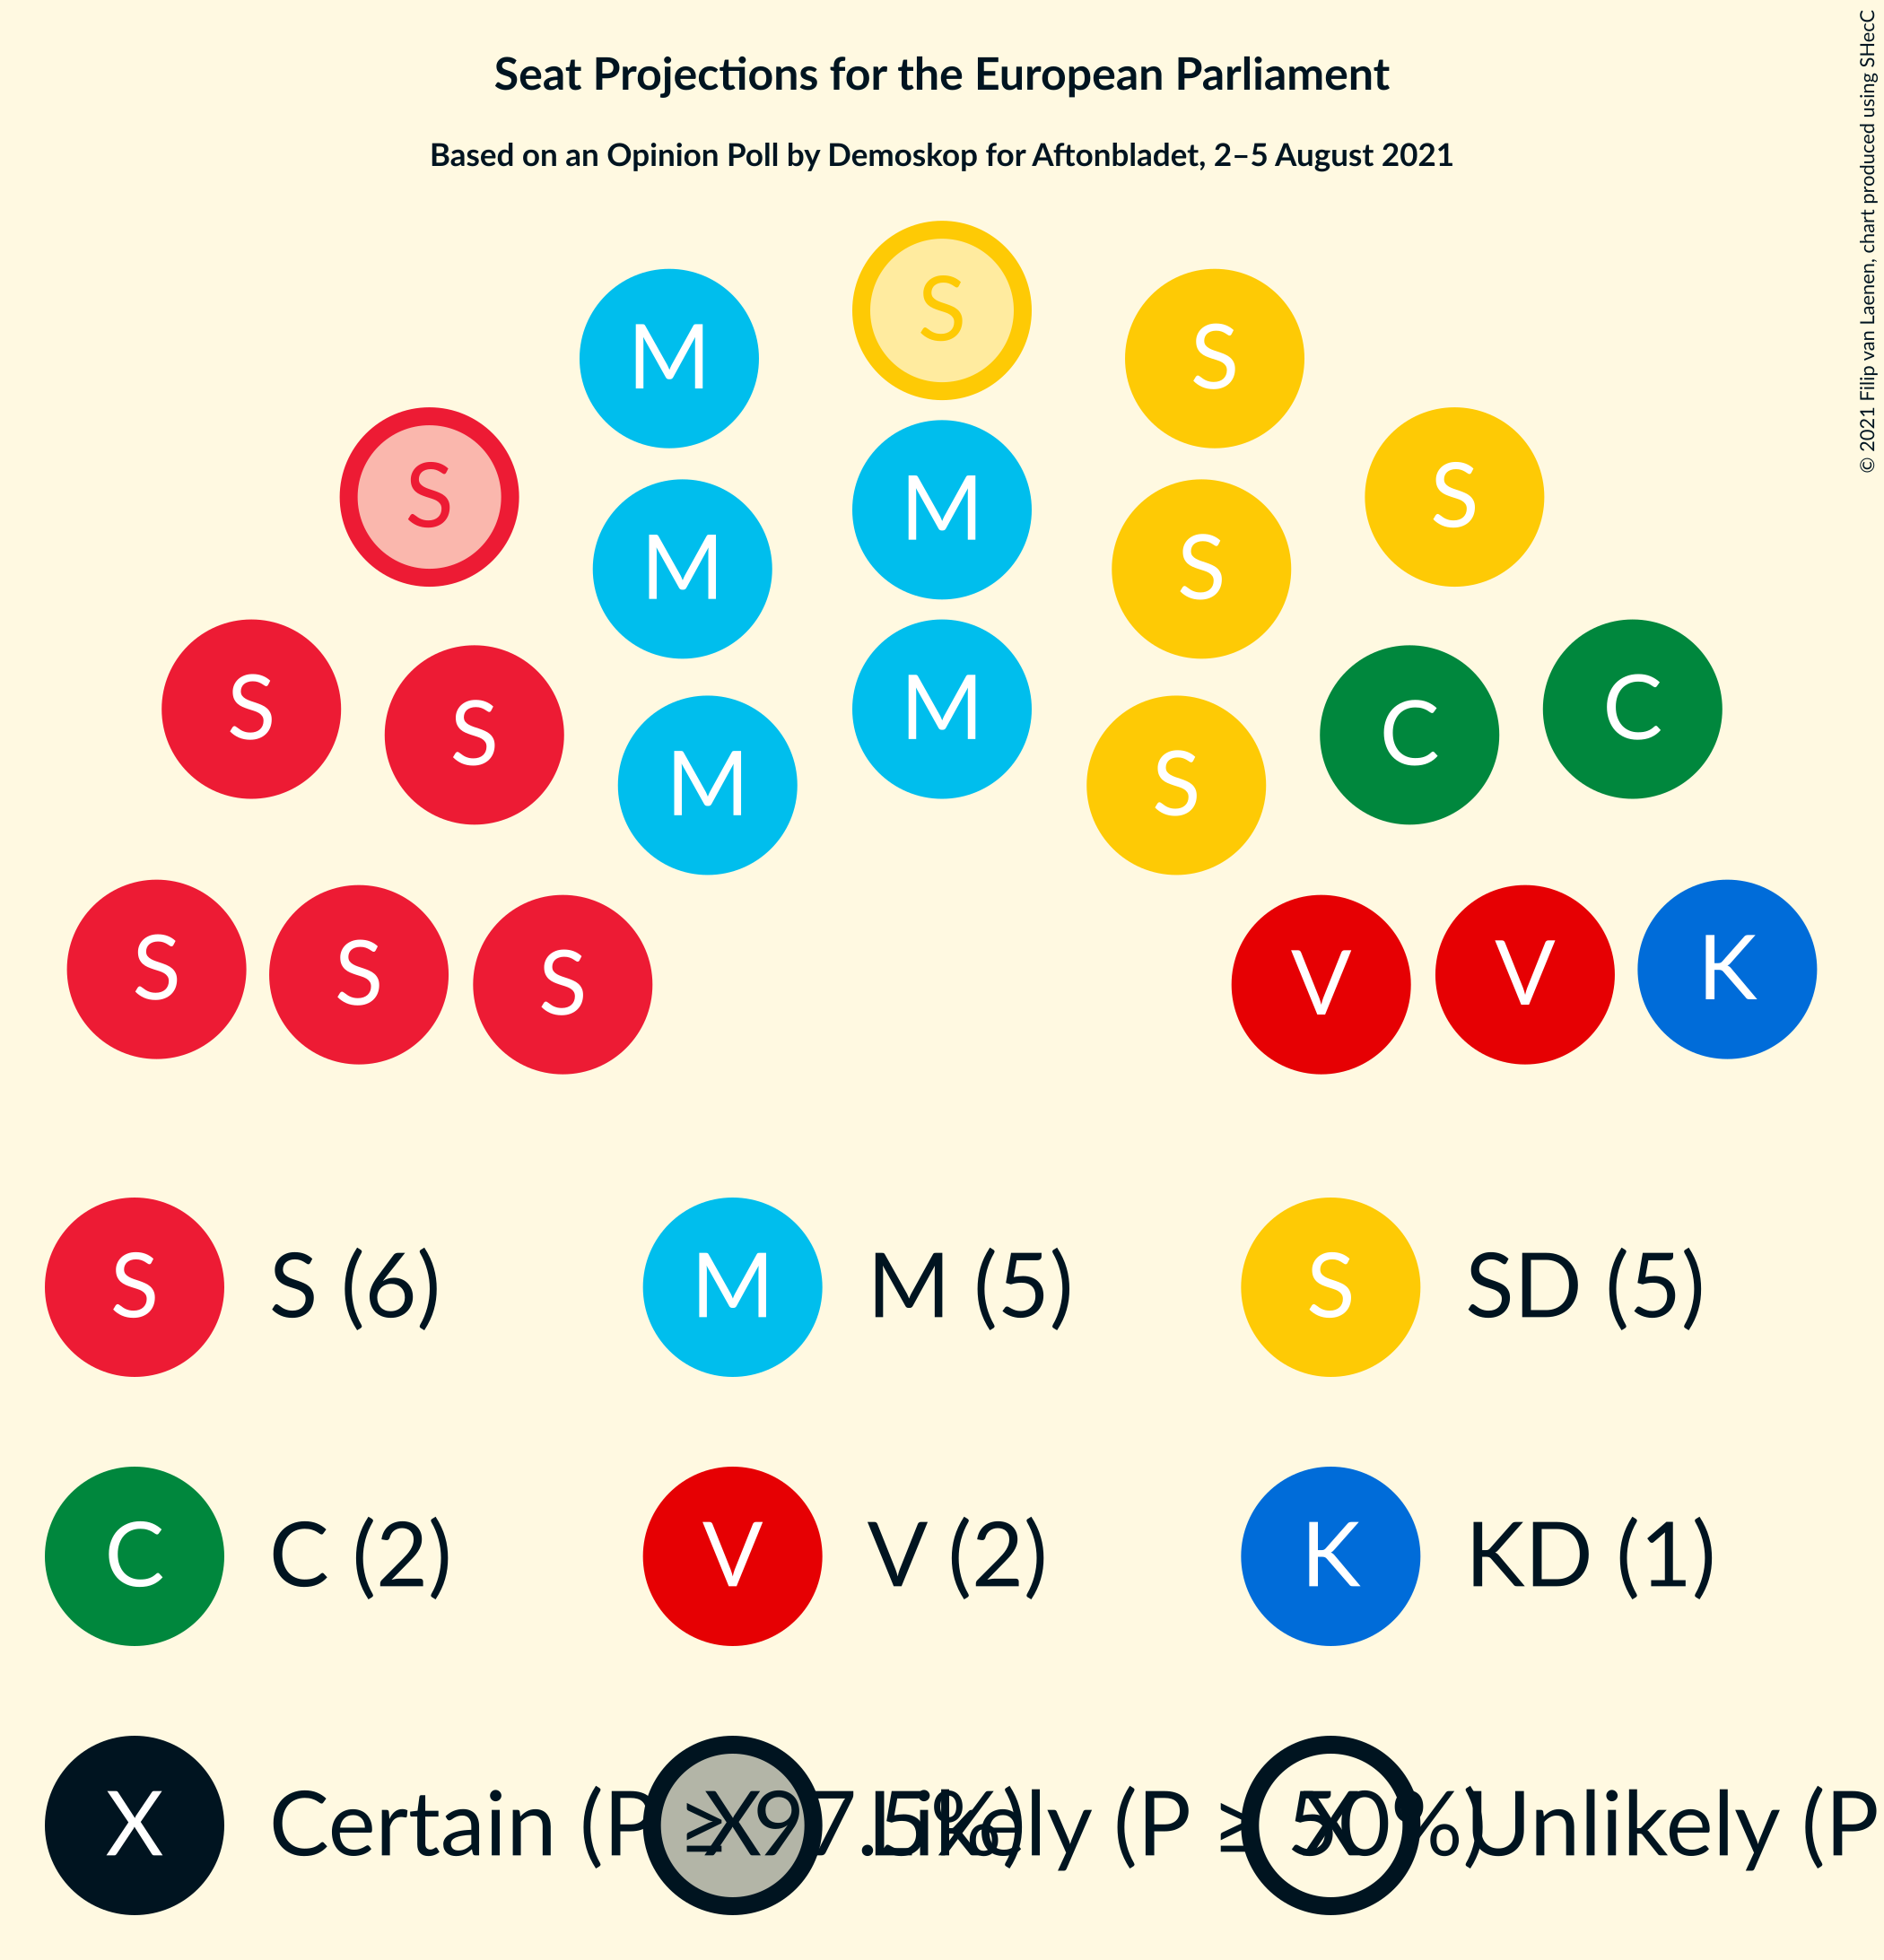 Seat Projections for the European Parliament
Based on an Opinion Poll by Demoskop for Aftonbladet, 2–5 August 2021
© 2021 Filip van Laenen, chart produced using SHecC
S
M S
S S
M M S S
S S M M S C C
S S S V V K
S S (6) M M (5) S SD (5)
C C (2) V V (2) K KD (1)
X Certain (P ≥ 97.5%) X Likely (P ≥ 50%) X Unlikely (P